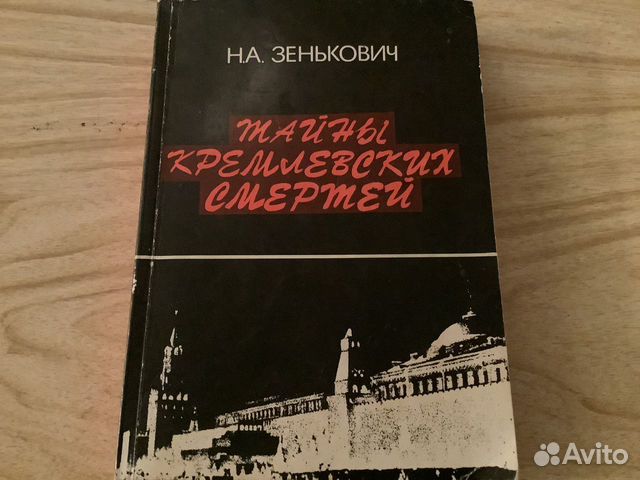 Н.А. ЗЕНЬКОВИЧ
ТАЙНЫ
КРЕМЛЕВСКИХ
СМЕРТЕЙ
Avito